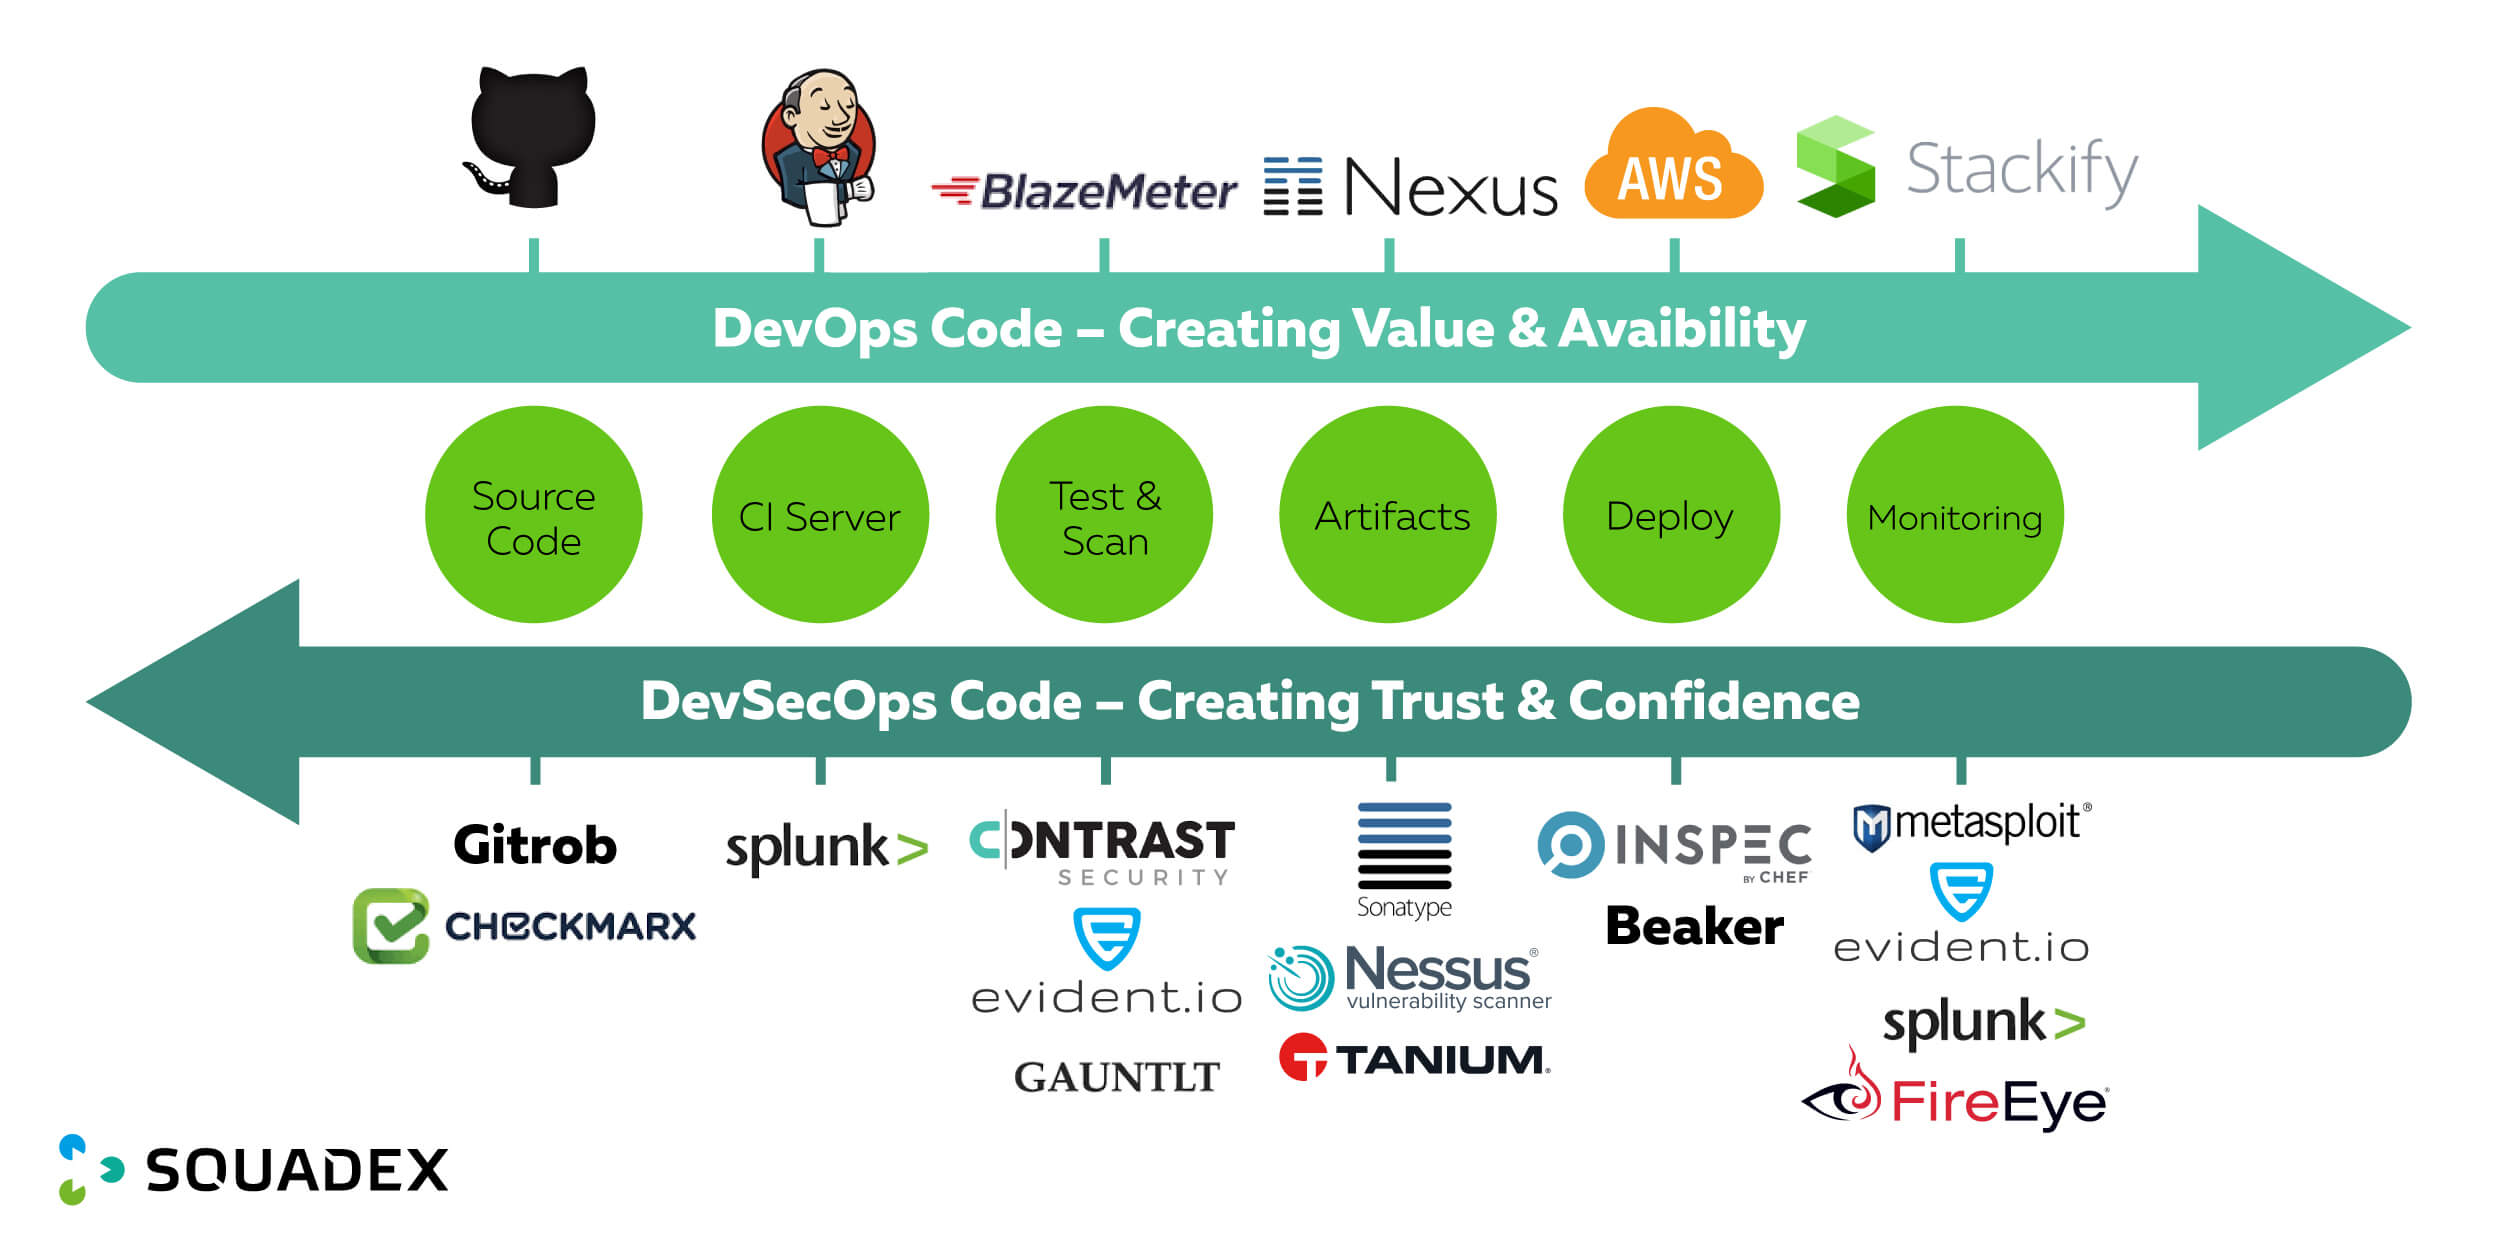 BlazeMeter
Nexus
AWS
Stackify
DevOps Code – Creating Value & Avaibility
Source
Code
CI Server
Test &
Scan
Artifacts
Deploy
Monitoring
DevSecOps Code – Creating Trust & Confidence
Gitrob
CHECKMARX
splunk>
CONTRAST
SECURITY
evident.io
GAUNTLT
Sonatype
Nessus®
vulnerability scanner
TANIUM®
INSPEC
BY CHEF
Beaker
metasploit®
evident.io
splunk>
FireEye®
SQUADEX